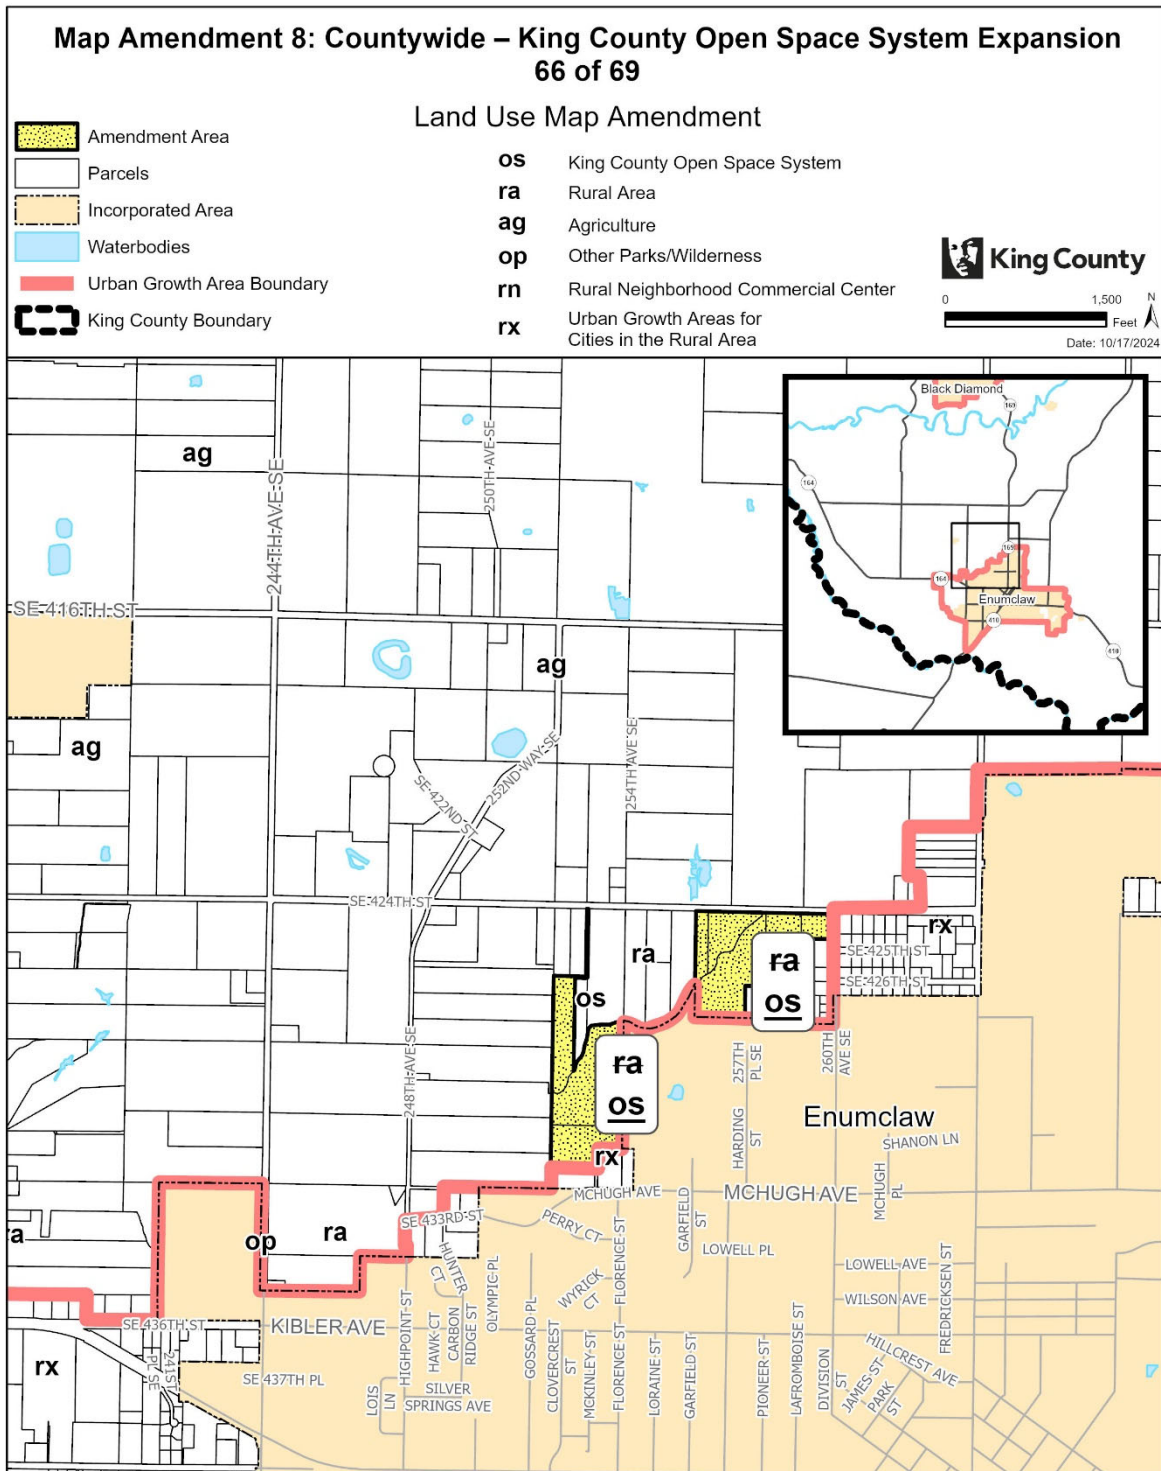 Map Amendment 8: Countywide – King County Open Space System Expansion
66 of 69
Land Use Map Amendment
Amendment Area
Parcels
Incorporated Area
Waterbodies
Urban Growth Area Boundary
King County Boundary
os King County Open Space System
ra Rural Area
ag Agriculture
op Other Parks/Wilderness
rn Rural Neighborhood Commercial Center
rx Urban Growth Areas for
Cities in the Rural Area
King County
0 1,500
Feet
N
Date: 10/17/2024
Black Diamond
169
164
169
164
Enumclaw
410
410
ag
244TH AVE SE
250TH AVE SE
SE 416TH ST
ag
ag
SE 422ND ST
252ND WAY SE
254TH AVE SE
SE 424TH ST
ra
rx
SE 425TH ST
SE 426TH ST
ra
os
os
ra
os
248TH AVE SE
257TH
PL SE
260TH
AVE SE
Enumclaw
HARDING
ST
SHANON LN
rx
MCHUGH AVE
MCHUGH AVE
MCHUGH
PL
ra
op
ra
SE 433RD ST
PERRY CT
GARFIELD
ST
LOWELL PL
HUNTER
CT
OLYMPIC PL
WYRICK
CT
FLORENCE ST
LOWELL AVE
WILSON AVE
FREDRICKSEN ST
SE 436TH ST
KIBLER AVE
HIGHPOINT ST
HAWK CT
CARBON
RIDGE ST
GOSSARD PL
CLOVERCREST
ST
MCKINLEY ST
FLORENCE ST
LORAINE ST
GARFIELD ST
PIONEER ST
LAFROMBOISE ST
DIVISION
ST
HILLCREST AVE
JAMES ST
PARK
ST
rx
241ST
PL SE
SE 437TH PL
LOIS
LN
SILVER
SPRINGS AVE